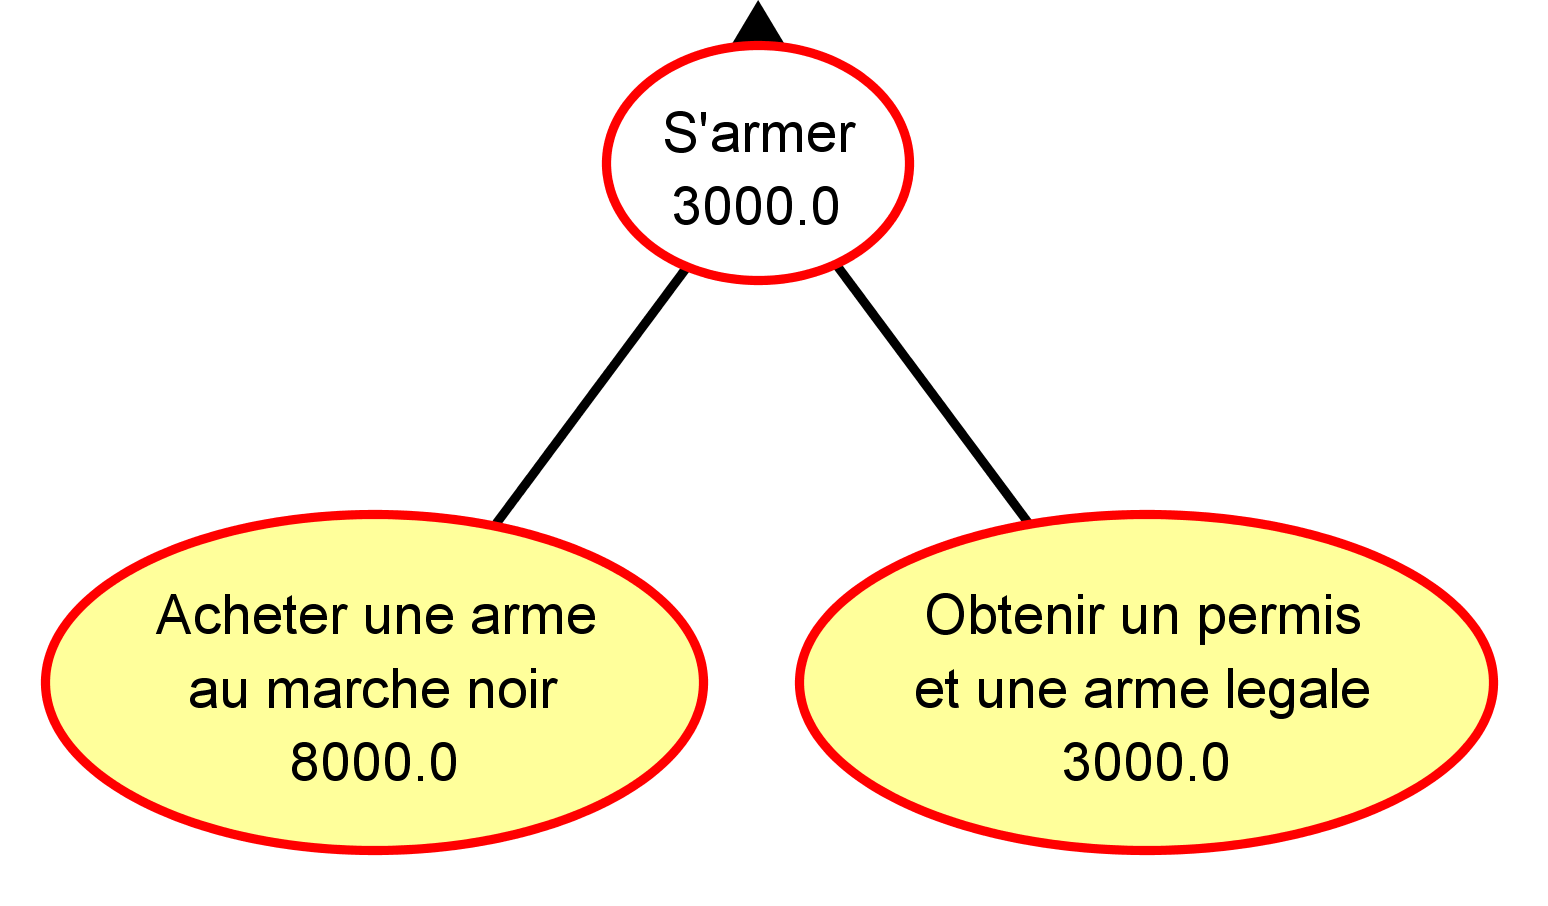 S'armer
3000.0
Acheter une arme
au marche noir
8000.0
Obtenir un permis
et une arme legale
3000.0